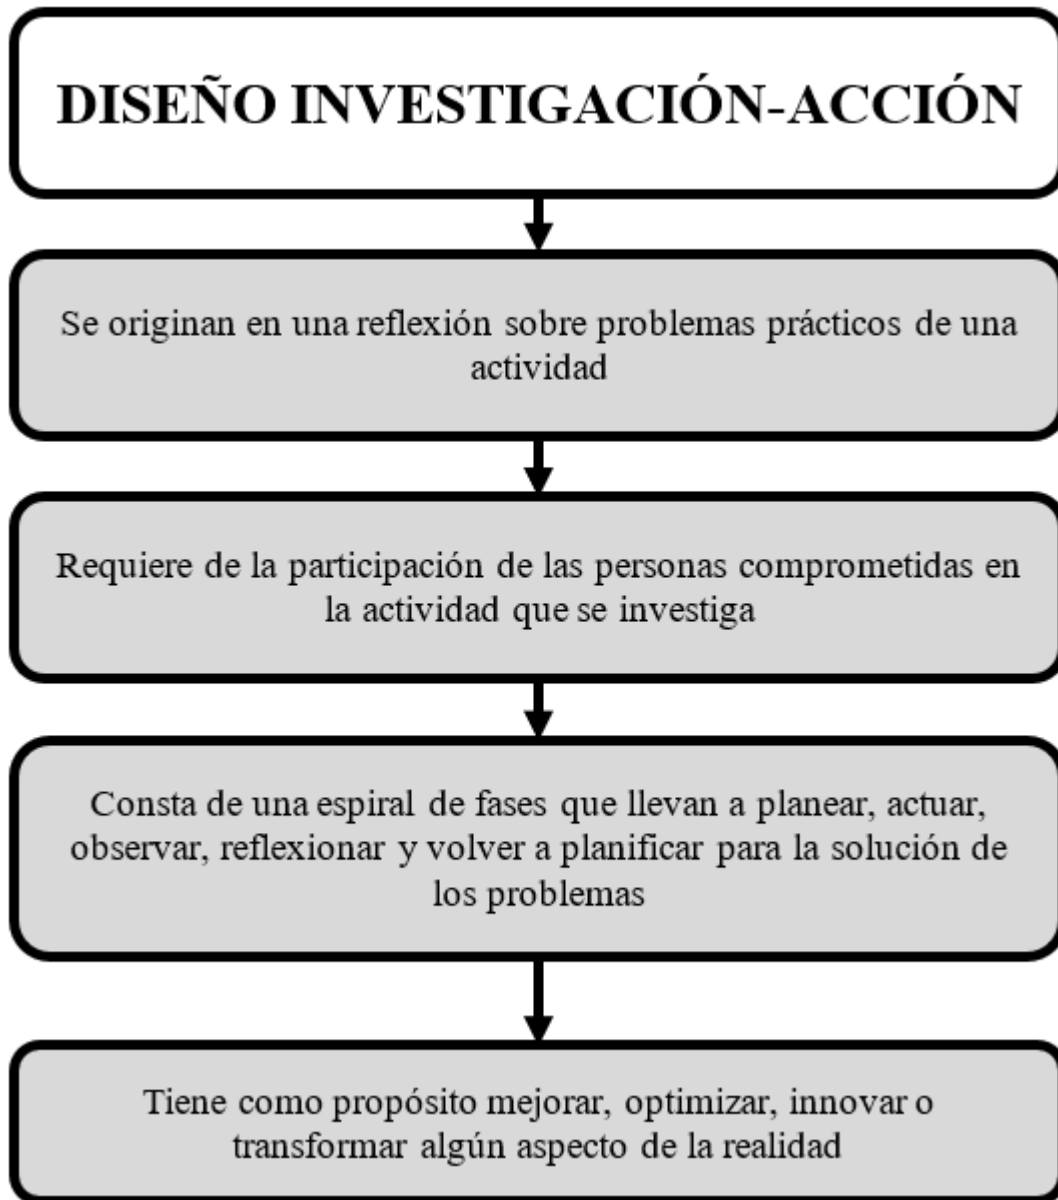 DISEÑO INVESTIGACIÓN-ACCIÓN
Se originan en una reflexión sobre problemas prácticos de una
actividad
Requiere de la participación de las personas comprometidas en
la actividad que se investiga
Consta de una espiral de fases que llevan a planear, actuar,
observar, reflexionar y volver a planificar para la solución de
los problemas
Tiene como propósito mejorar, optimizar, innovar o
transformar algún aspecto de la realidad